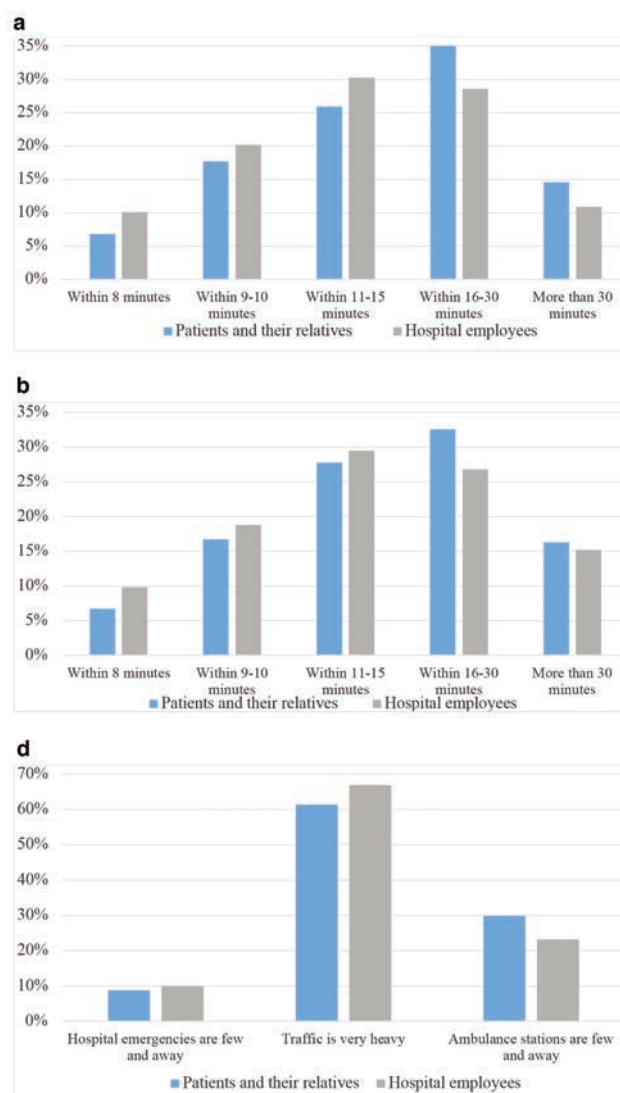 a
35%
30%
25%
20%
15%
10%
5%
0%
Within 8 minutes
Within 9-10
minutes
Within 11-15
minutes
Within 16-30
minutes
More than 30
minutes
Patients and their relatives
Hospital employees
b
35%
30%
25%
20%
15%
10%
5%
0%
Within 8 minutes
Within 9-10
minutes
Within 11-15
minutes
Within 16-30
minutes
More than 30
minutes
Patients and their relatives
Hospital employees
d
70%
60%
50%
40%
30%
20%
10%
0%
Hospital emergencies are few
and away
Traffic is very heavy
Ambulance stations are few
and away
Patients and their relatives
Hospital employees